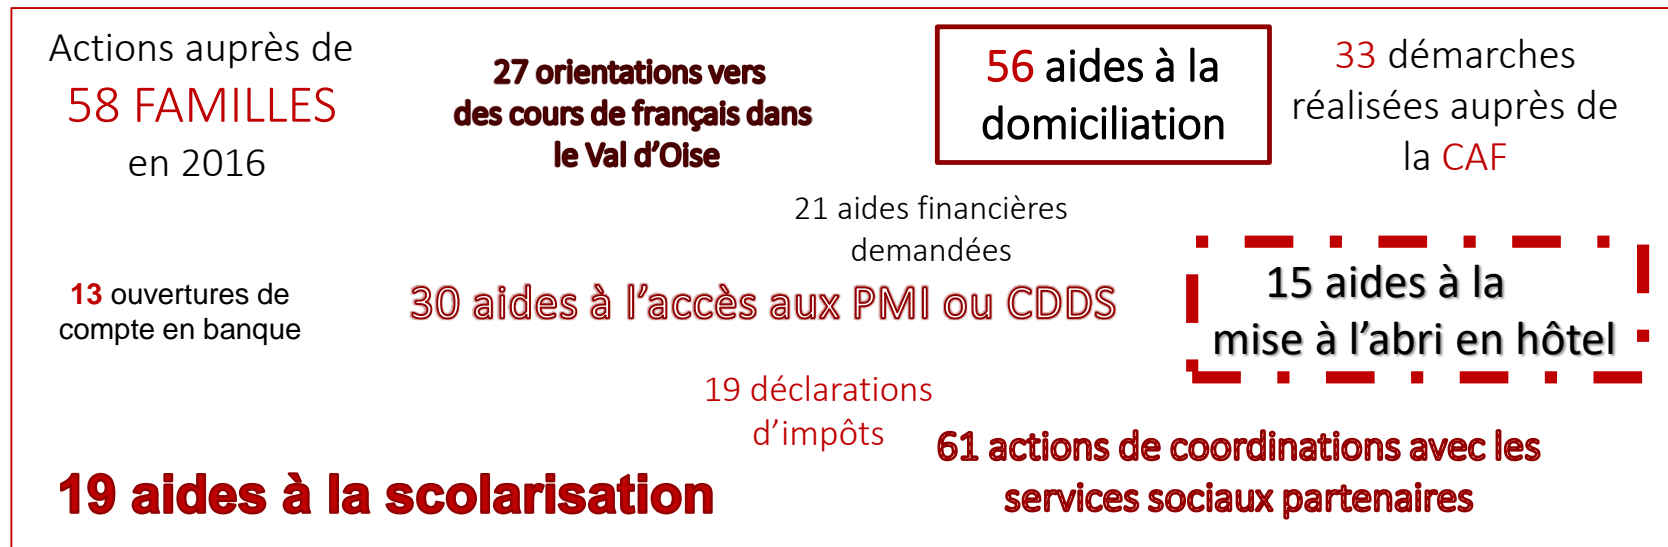 Actions auprès de
58 FAMILLES
en 2016
27 orientations vers
des cours de français dans
le Val d’Oise
56 aides à la
domiciliation
33 démarches
réalisées auprès de
la CAF
21 aides financières
demandées
13 ouvertures de
compte en banque
30 aides à l’accès aux PMI ou CDDS
15 aides à la
mise à l’abri en hôtel
19 déclarations
d’impôts
61 actions de coordinations avec les
services sociaux partenaires
19 aides à la scolarisation